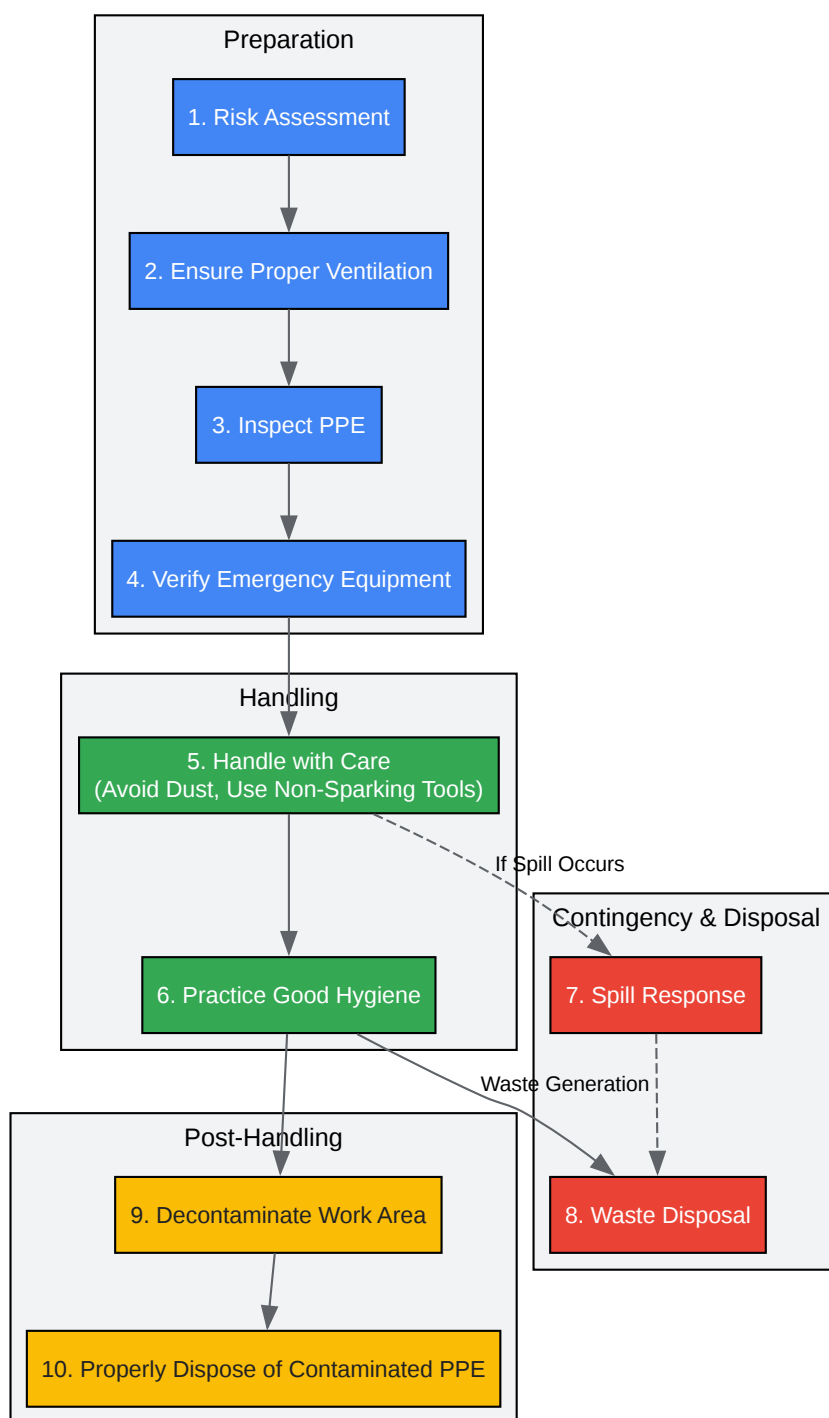 Preparation
1. Risk Assessment
2. Ensure Proper Ventilation
3. Inspect PPE
4. Verify Emergency Equipment
Handling
5. Handle with Care
(Avoid Dust, Use Non-Sparking Tools)
If Spill Occurs
Contingency & Disposal
6. Practice Good Hygiene
7. Spill Response
Waste Generation
Post-Handling
9. Decontaminate Work Area
8. Waste Disposal
10. Properly Dispose of Contaminated PPE